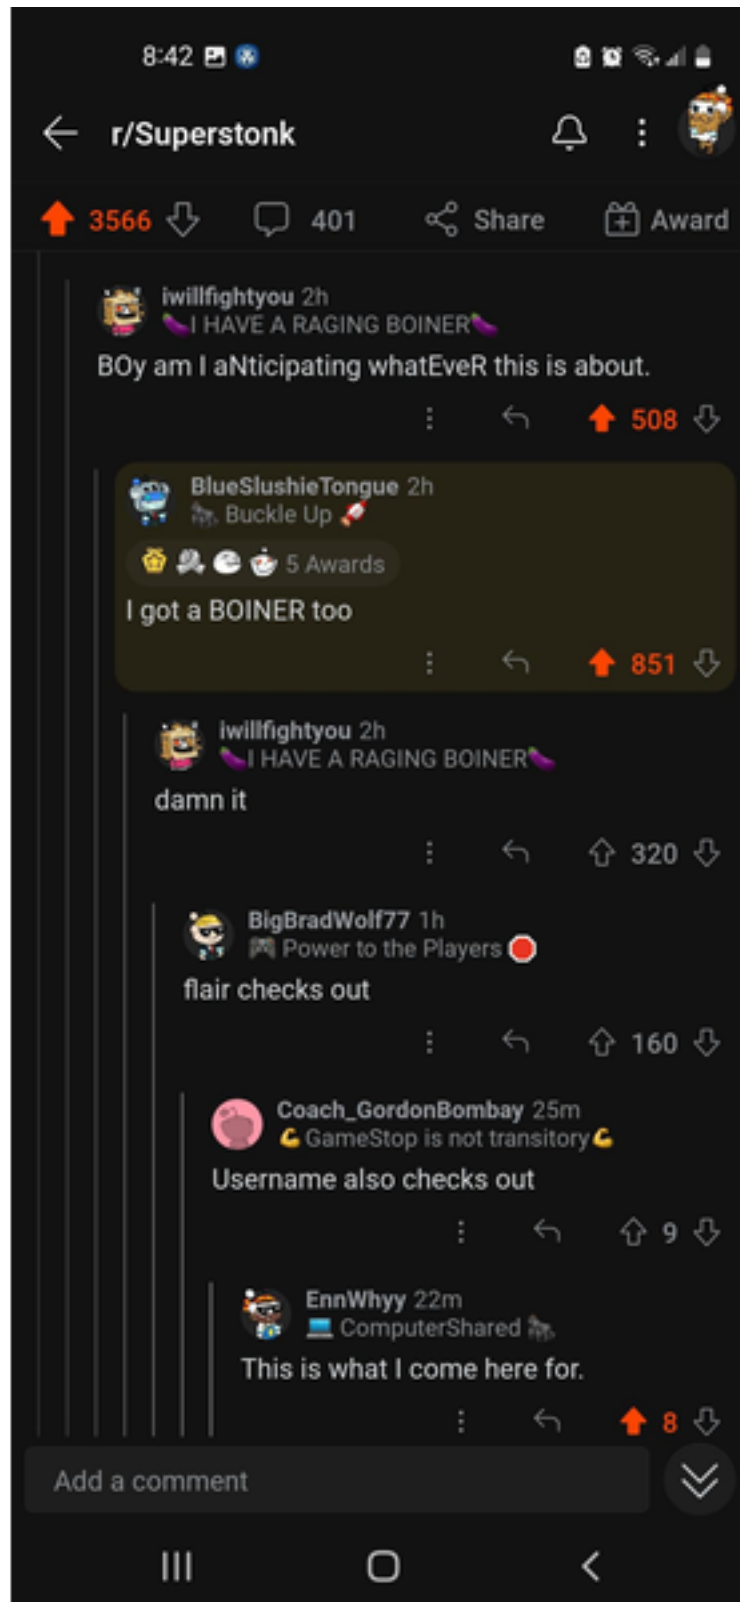 8:42
r/Superstonk
3566 401 Share Award
iwillfightyou 2h
🍆I HAVE A RAGING BOINER🍆
BOy am I aNticipating whatEveR this is about.
508
BlueSlushieTongue 2h
🦍 Buckle Up 🚀
5 Awards
I got a BOINER too
851
iwillfightyou 2h
🍆I HAVE A RAGING BOINER🍆
damn it
320
BigBradWolf77 1h
🎮 Power to the Players 🛑
flair checks out
160
Coach_GordonBombay 25m
💪GameStop is not transitory💪
Username also checks out
9
EnnWhyy 22m
💻 ComputerShared 🦍
This is what I come here for.
8
Add a comment